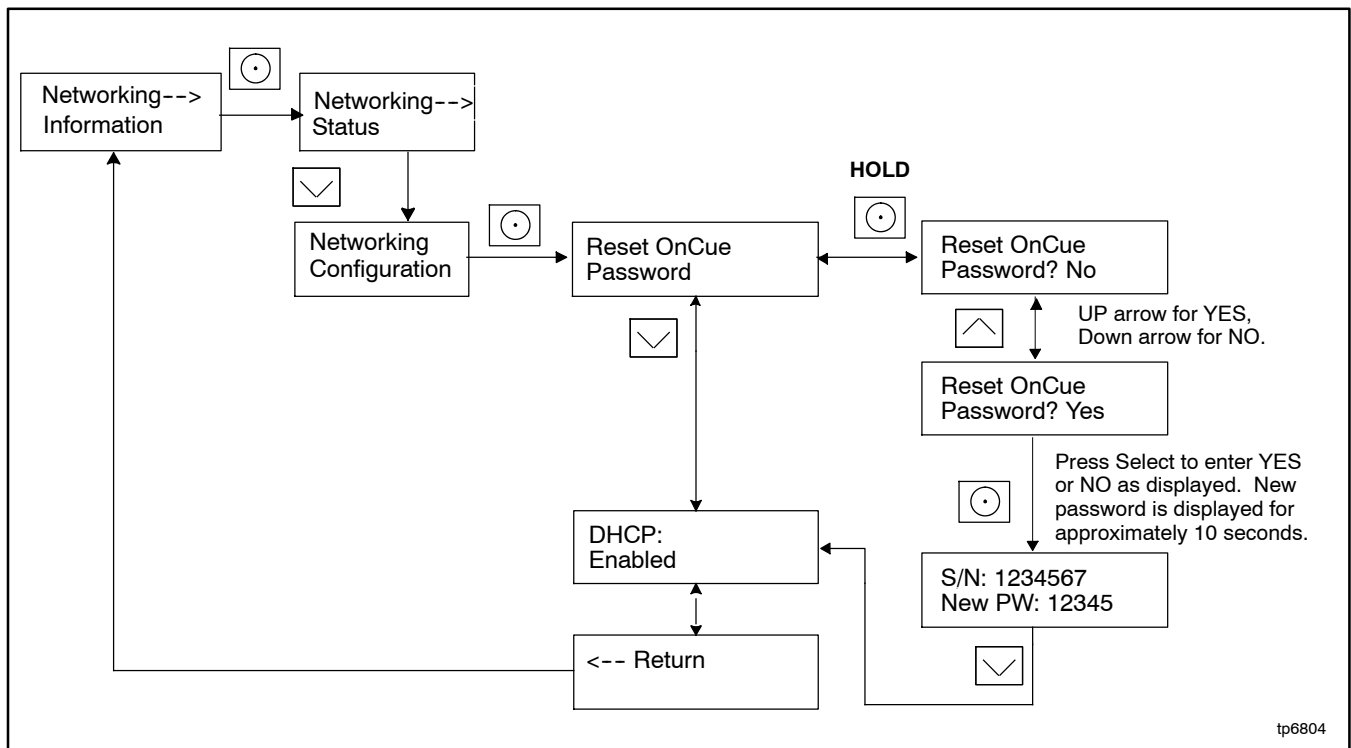 Networking-->
Information
Networking-->
Status
Networking
Configuration
Reset OnCue
Password
HOLD
Reset OnCue
Password? No
UP arrow for YES,
Down arrow for NO.
Reset OnCue
Password? Yes
Press Select to enter YES
or NO as displayed. New
password is displayed for
approximately 10 seconds.
S/N: 1234567
New PW: 12345
DHCP:
Enabled
<-- Return
tp6804